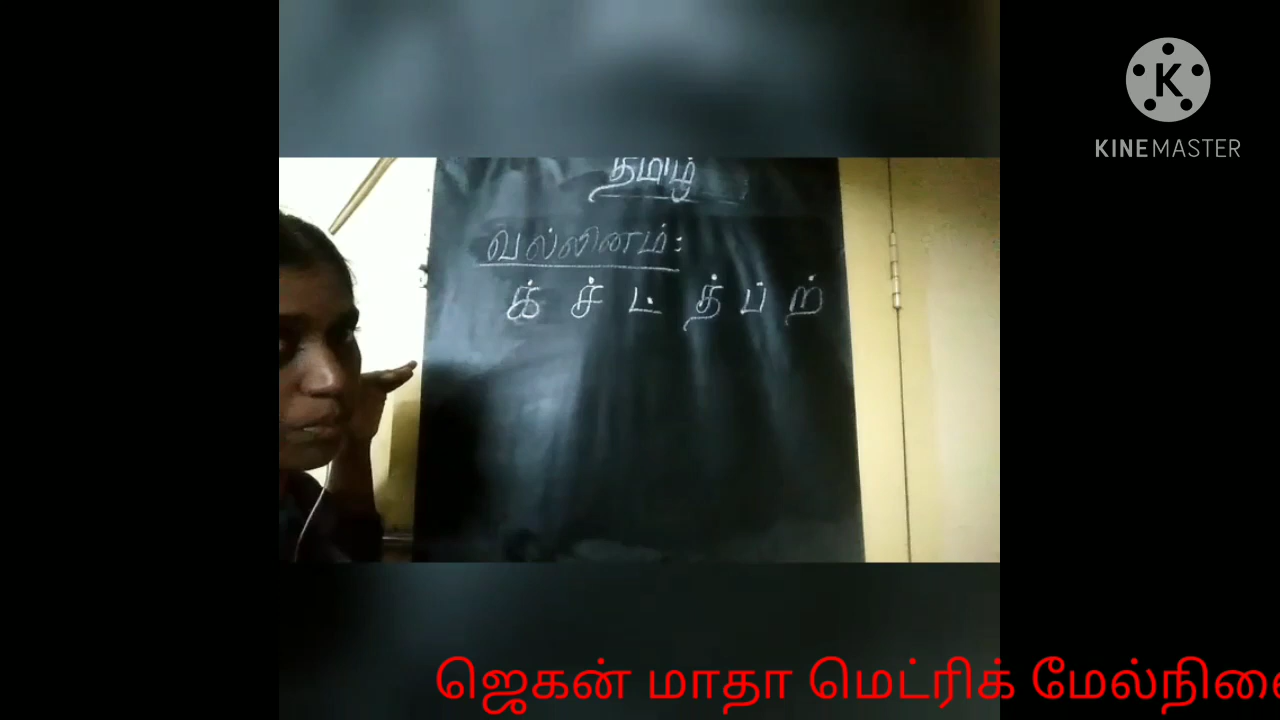 KINEMASTER
தமிழ்
வல்லினம்:
க் ச் ட் த் ப் ற்
ஜெகன் மாதா மெட்ரிக் மேல்நிலை